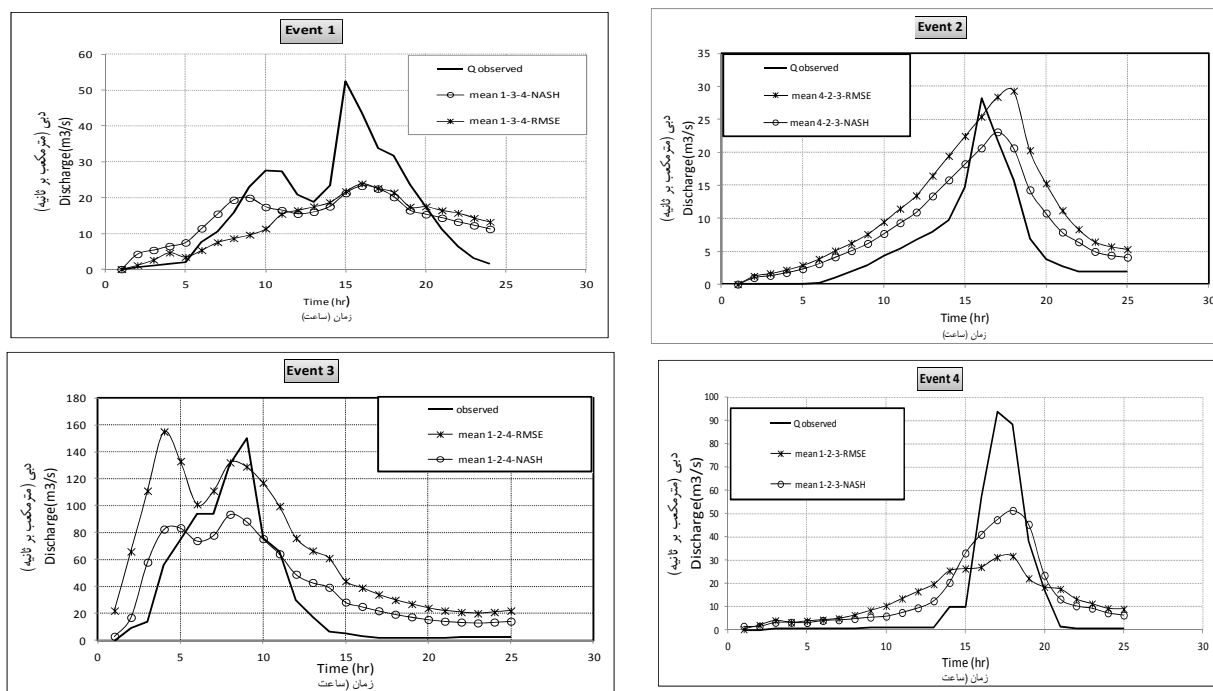 Event 1
60
50
40
30
20
10
0
0
5
10
15
20
25
30
Q observed
mean 1-3-4-NASH
mean 1-3-4-RMSE
دبی (مترمکعب بر ثانیه)
Discharge(m3/s)
Time (hr)
زمان (ساعت)
Event 2
35
30
25
20
15
10
5
0
0
5
10
15
20
25
30
Q observed
mean 4-2-3-RMSE
mean 4-2-3-NASH
دبی (مترمکعب بر ثانیه)
Discharge(m3/s)
Time (hr)
زمان (ساعت)
Event 3
180
160
140
120
100
80
60
40
20
0
0
5
10
15
20
25
30
observed
mean 1-2-4-RMSE
mean 1-2-4-NASH
دبی (مترمکعب بر ثانیه)
Discharge(m3/s)
Time (hr)
زمان (ساعت
Event 4
100
90
80
70
60
50
40
30
20
10
0
0
5
10
15
20
25
30
Q observed
mean 1-2-3-RMSE
mean 1-2-3-NASH
دبی (مترمکعب بر ثانیه)
Discharge(m3/s)
Time (hr)
زمان (ساعت